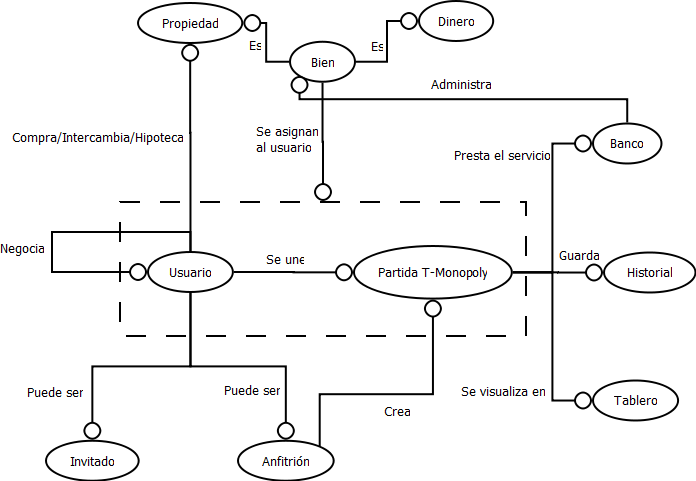 Propiedad
Dinero
Es
Es
Bien
Administra
Compra/Intercambia/Hipoteca
Se asignan
al usuario
Presta el servicio
Banco
Negocia
Usuario
Se une
Partida T-Monopoly
Guarda
Historial
Puede ser
Puede ser
Crea
Se visualiza en
Tablero
Invitado
Anfitrión